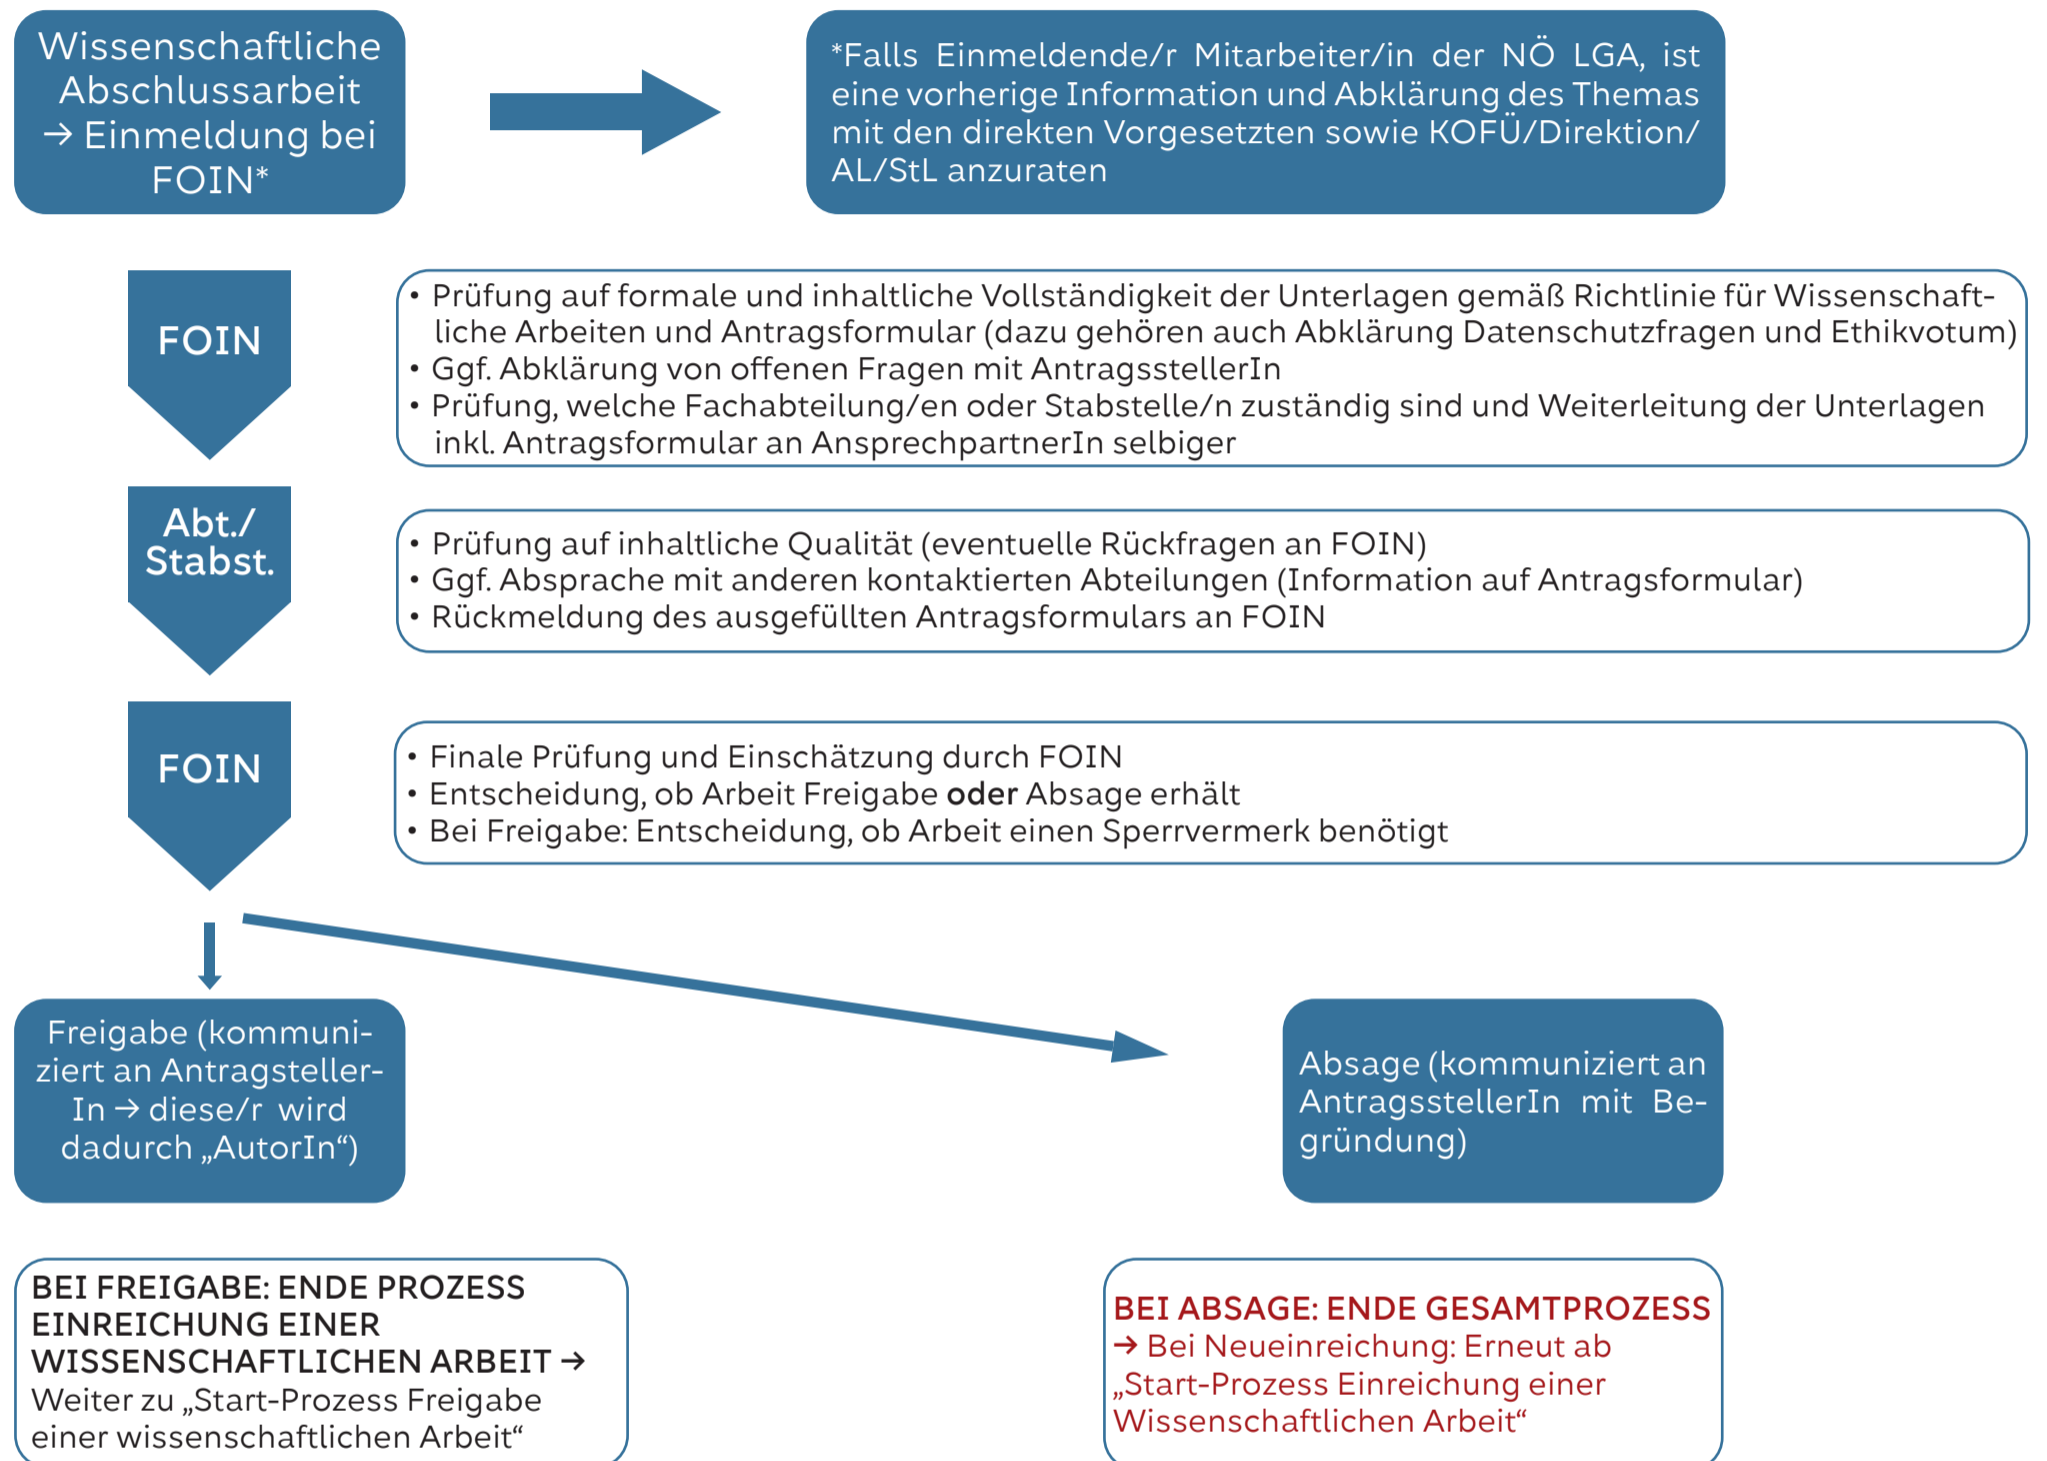 Wissenschaftliche
Abschlussarbeit
→ Einmeldung bei
FOIN*
*Falls Einmeldende/r Mitarbeiter/in der NÖ LGA, ist
eine vorherige Information und Abklärung des Themas
mit den direkten Vorgesetzten sowie KOFÜ/Direktion/
AL/StL anzuraten
FOIN
• Prüfung auf formale und inhaltliche Vollständigkeit der Unterlagen gemäß Richtlinie für Wissenschaft-
liche Arbeiten und Antragsformular (dazu gehören auch Abklärung Datenschutzfragen und Ethikvotum)
• Ggf. Abklärung von offenen Fragen mit AntragsstellerIn
• Prüfung, welche Fachabteilung/en oder Stabstelle/n zuständig sind und Weiterleitung der Unterlagen
inkl. Antragsformular an AnsprechpartnerIn selbiger
Abt./
Stabst.
• Prüfung auf inhaltliche Qualität (eventuelle Rückfragen an FOIN)
• Ggf. Absprache mit anderen kontaktierten Abteilungen (Information auf Antragsformular)
• Rückmeldung des ausgefüllten Antragsformulars an FOIN
FOIN
• Finale Prüfung und Einschätzung durch FOIN
• Entscheidung, ob Arbeit Freigabe oder Absage erhält
• Bei Freigabe: Entscheidung, ob Arbeit einen Sperrvermerk benötigt
Freigabe (kommuni-
ziert an Antragsteller-
In → diese/r wird
dadurch „AutorIn“)
Absage (kommuniziert an
AntragsstellerIn mit Be-
gründung)
BEI FREIGABE: ENDE PROZESS
EINREICHUNG EINER
WISSENSCHAFTLICHEN ARBEIT →
Weiter zu „Start-Prozess Freigabe
einer wissenschaftlichen Arbeit“
BEI ABSAGE: ENDE GESAMTPROZESS
→ Bei Neueinreichung: Erneut ab
„Start-Prozess Einreichung einer
Wissenschaftlichen Arbeit“